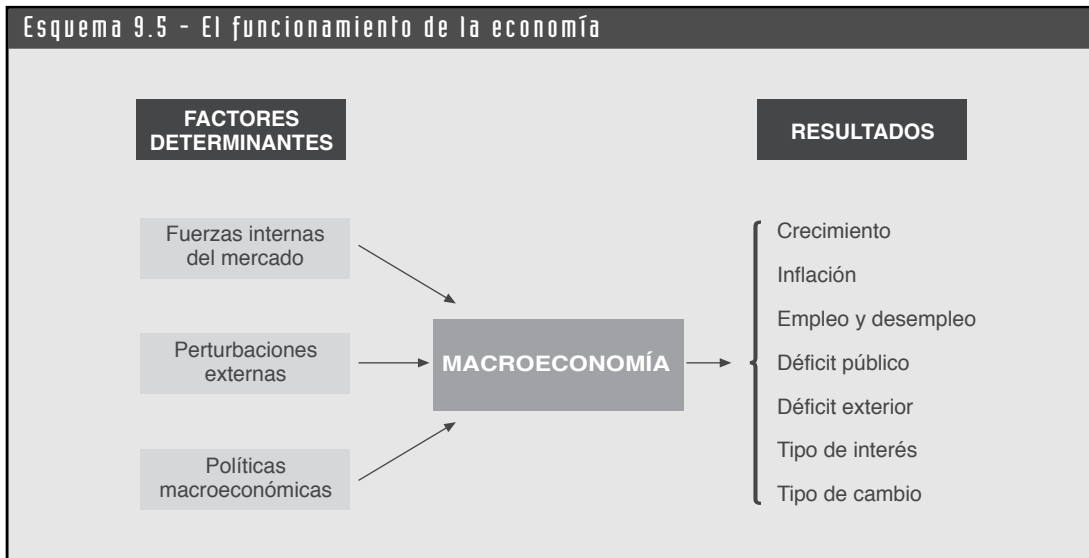 Esquema 9.5 - El funcionamiento de la economía
FACTORES
DETERMINANTES
RESULTADOS
Fuerzas internas
del mercado
Perturbaciones
externas
Políticas
macroeconómicas
MACROECONOMÍA
Crecimiento
Inflación
Empleo y desempleo
Déficit público
Déficit exterior
Tipo de interés
Tipo de cambio